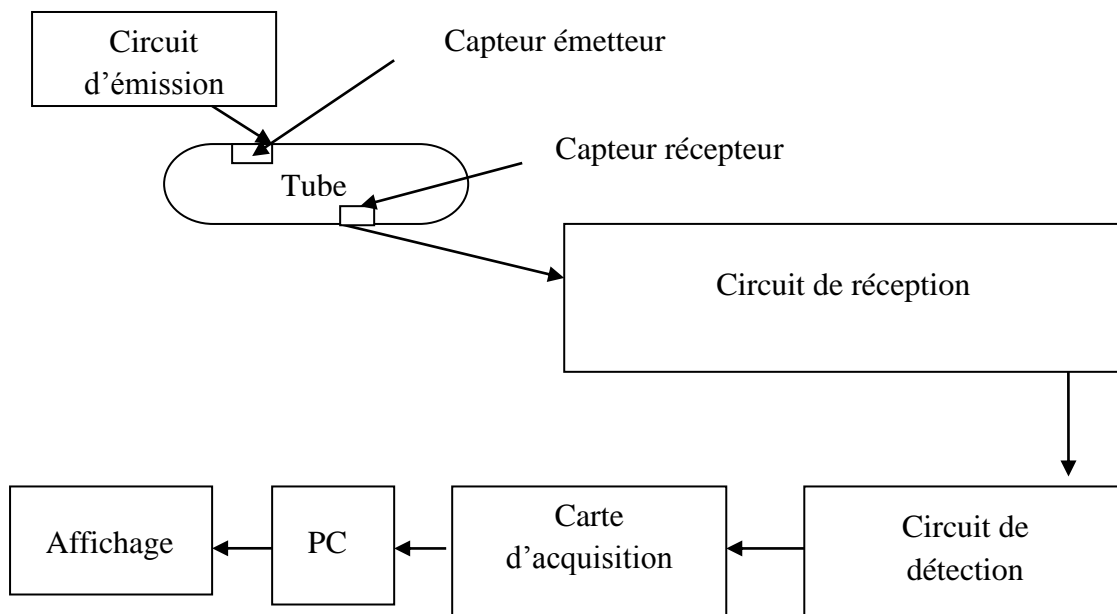 Circuit
d’émission
Capteur émetteur
Capteur récepteur
Tube
Circuit de réception
Affichage
PC
Carte
d’acquisition
Circuit de
détection